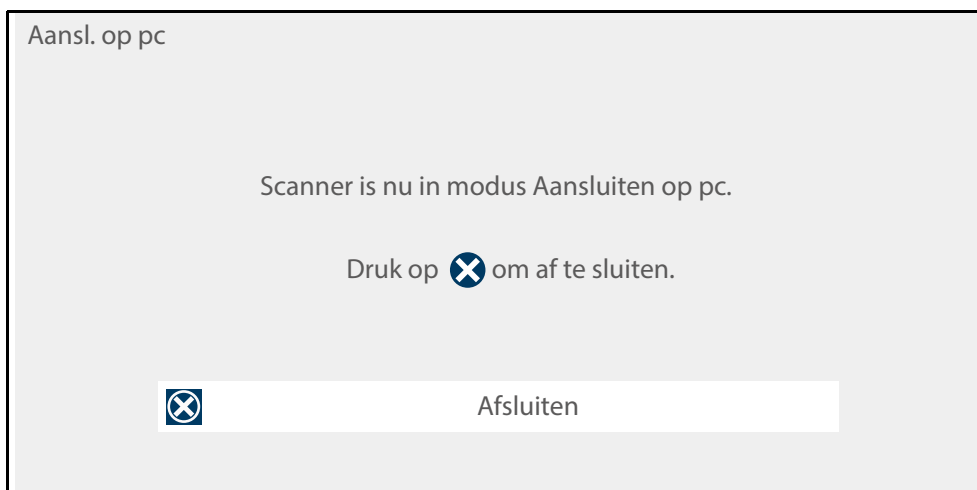 Aansl. op pc
Scanner is nu in modus Aansluiten op pc.
Druk op om af te sluiten.
Afsluiten